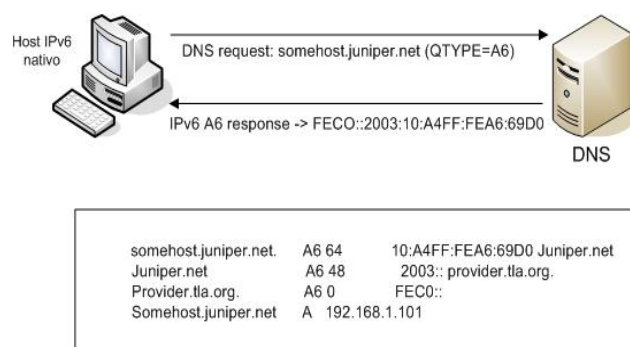 Host IPv6
nativo
DNS request: somehost.juniper.net (QTYPE=A6)
IPv6 A6 response -> FECO::2003:10:A4FF:FEA6:69D0
DNS
somehost.juniper.net. A6 64 10:A4FF:FEA6:69D0 Juniper.net
Juniper.net A6 48 2003:: provider.tla.org.
Provider.tla.org. A6 0 FEC0::
Somehost.juniper.net A 192.168.1.101